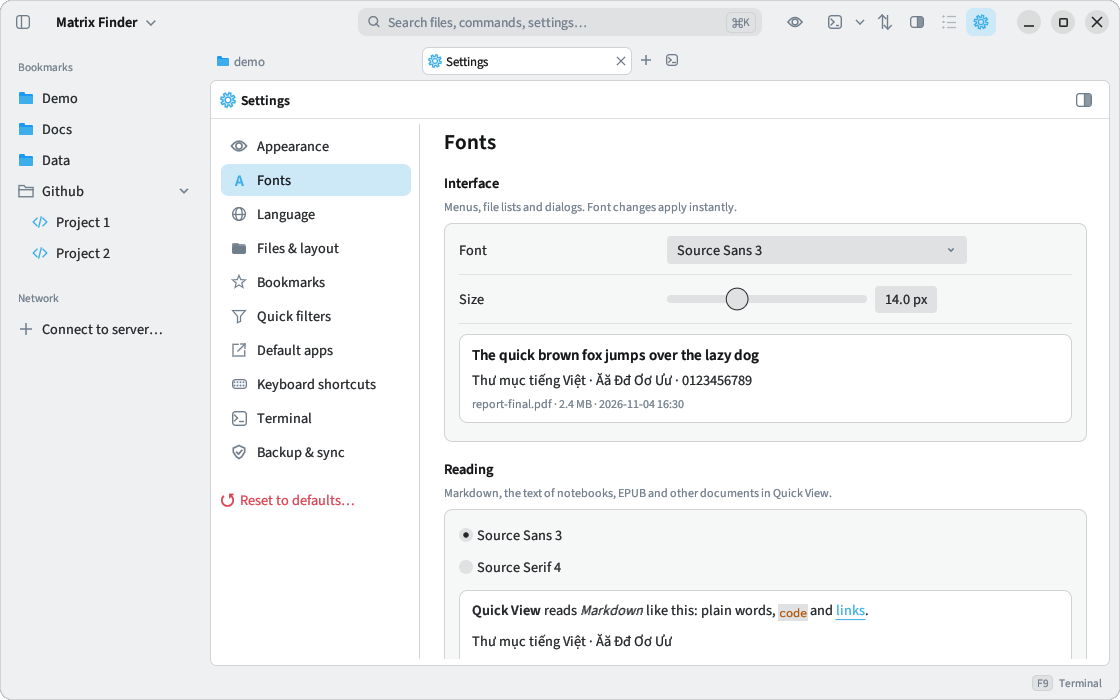 Matrix Finder
Search files, commands, settings…
⌘K
Bookmarks
Demo
Docs
Data
Github
Project 1
Project 2
Network
Connect to server…
demo
Settings
Settings
Appearance
A Fonts
Language
Files & layout
Bookmarks
Quick filters
Default apps
Keyboard shortcuts
Terminal
Backup & sync
Reset to defaults…
Fonts
Interface
Menus, file lists and dialogs. Font changes apply instantly.
Font
Source Sans 3
Size
14.0 px
The quick brown fox jumps over the lazy dog
Thư mục tiếng Việt · Ăă Đđ Ơơ Ưư · 0123456789
report-final.pdf · 2.4 MB · 2026-11-04 16:30
Reading
Markdown, the text of notebooks, EPUB and other documents in Quick View.
Source Sans 3
Source Serif 4
Quick View reads Markdown like this: plain words, code and links.
Thư mục tiếng Việt · Ăă Đđ Ơơ Ưư
F9 Terminal